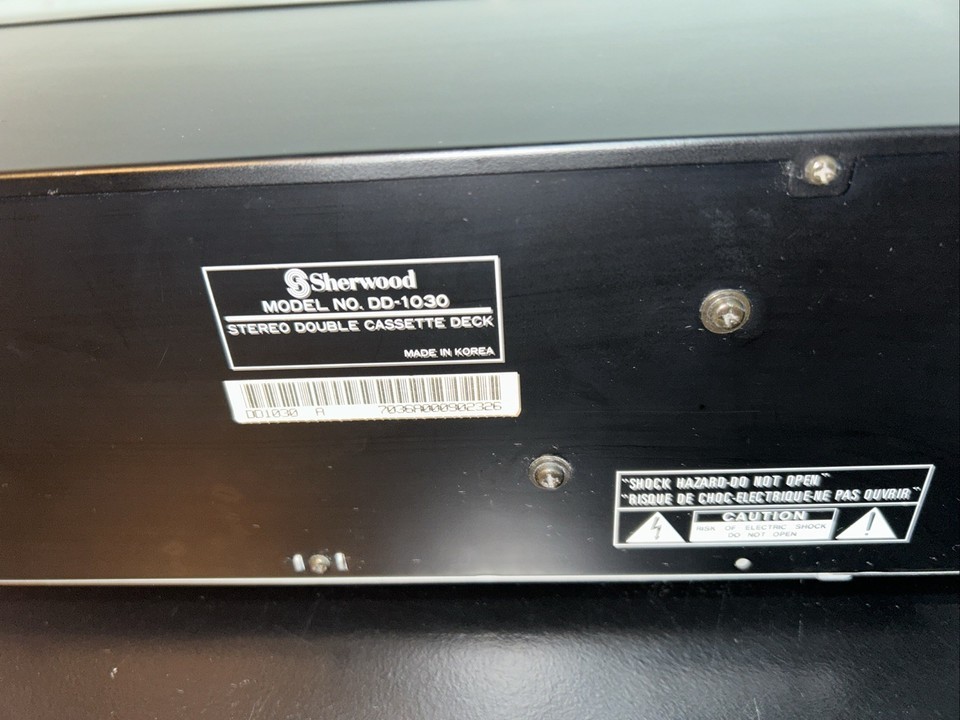 Sherwood
MODEL NO. DD-1030
STEREO DOUBLE CASSETTE DECK
MADE IN KOREA
DD1030 A 7036A000902326
"SHOCK HAZARD-DO NOT OPEN"
"RISQUE DE CHOC-ELECTRIQUE-NE PAS OUVRIR"
CAUTION
RISK OF ELECTRIC SHOCK
DO NOT OPEN